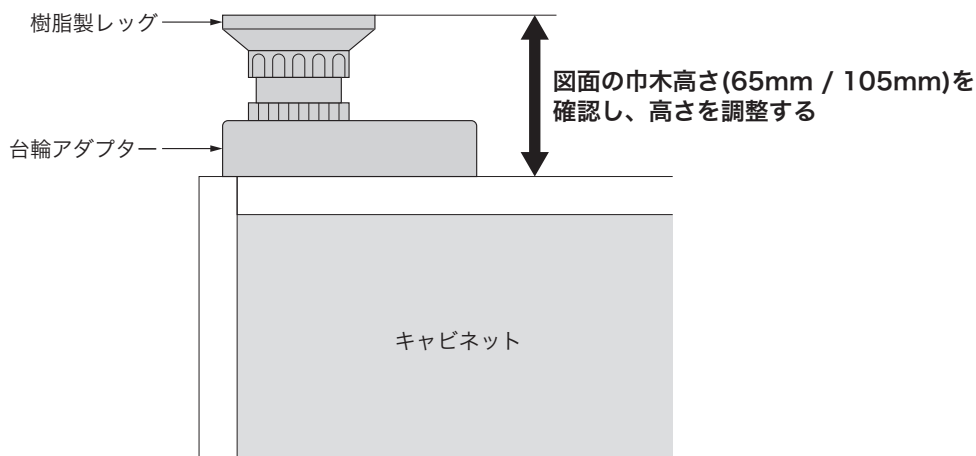 樹脂製レッグ
図面の巾木高さ(65mm / 105mm)を
確認し、高さを調整する
台輪アダプター
キャビネット